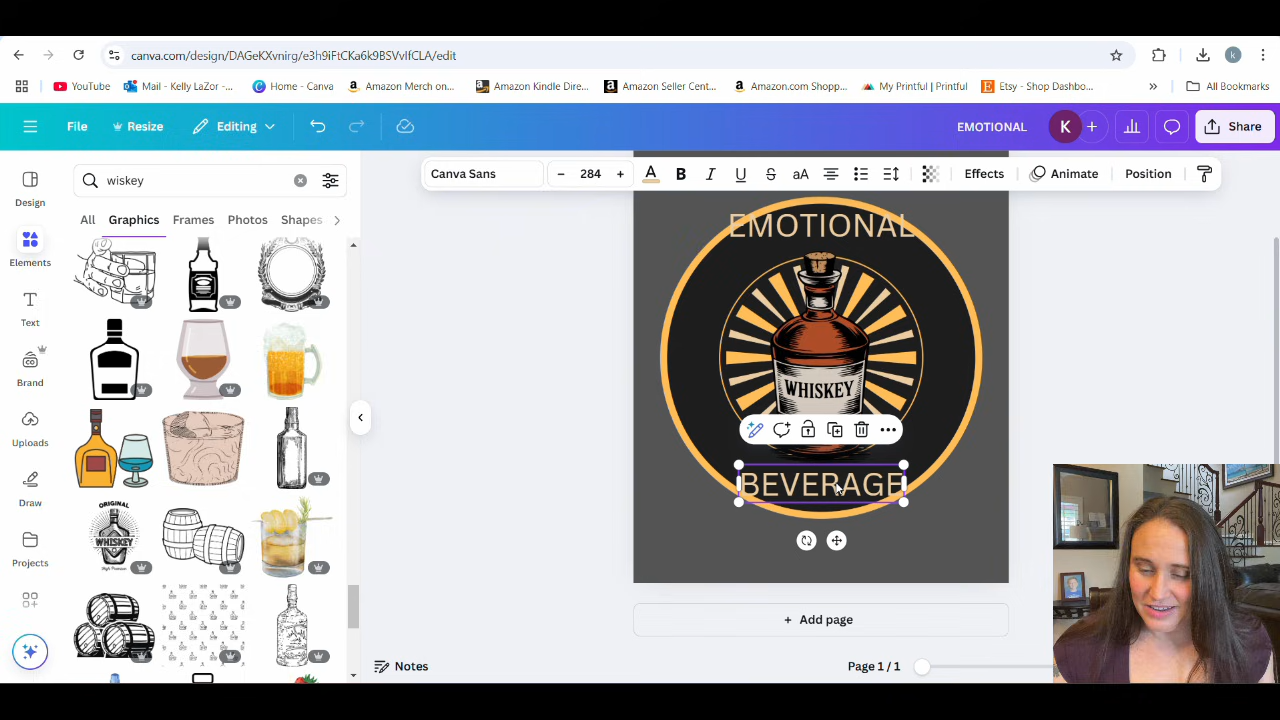 canva.com/design/DAGeKXvnirg/e3h9iFtCKa6k9BSVvIfCLA/edit
YouTube
Mail - Kelly LaZor - ...
Home - Canva
Amazon Merch on...
Amazon Kindle Dire...
Amazon Seller Cent...
Amazon.com Shopp...
My Printful | Printful
Etsy - Shop Dashbo...
All Bookmarks
File
Resize
Editing
EMOTIONAL
K
Share
Design
Elements
Text
Brand
Uploads
Draw
Projects
wiskey
All
Graphics
Frames
Photos
Shapes
ORIGINAL
WHISKEY
Canva Sans
284
A
B
I
U
S
aA
Effects
Animate
Position
EMOTIONAL
WHISKEY
BEVERAGE
+ Add page
Notes
Page 1 / 1